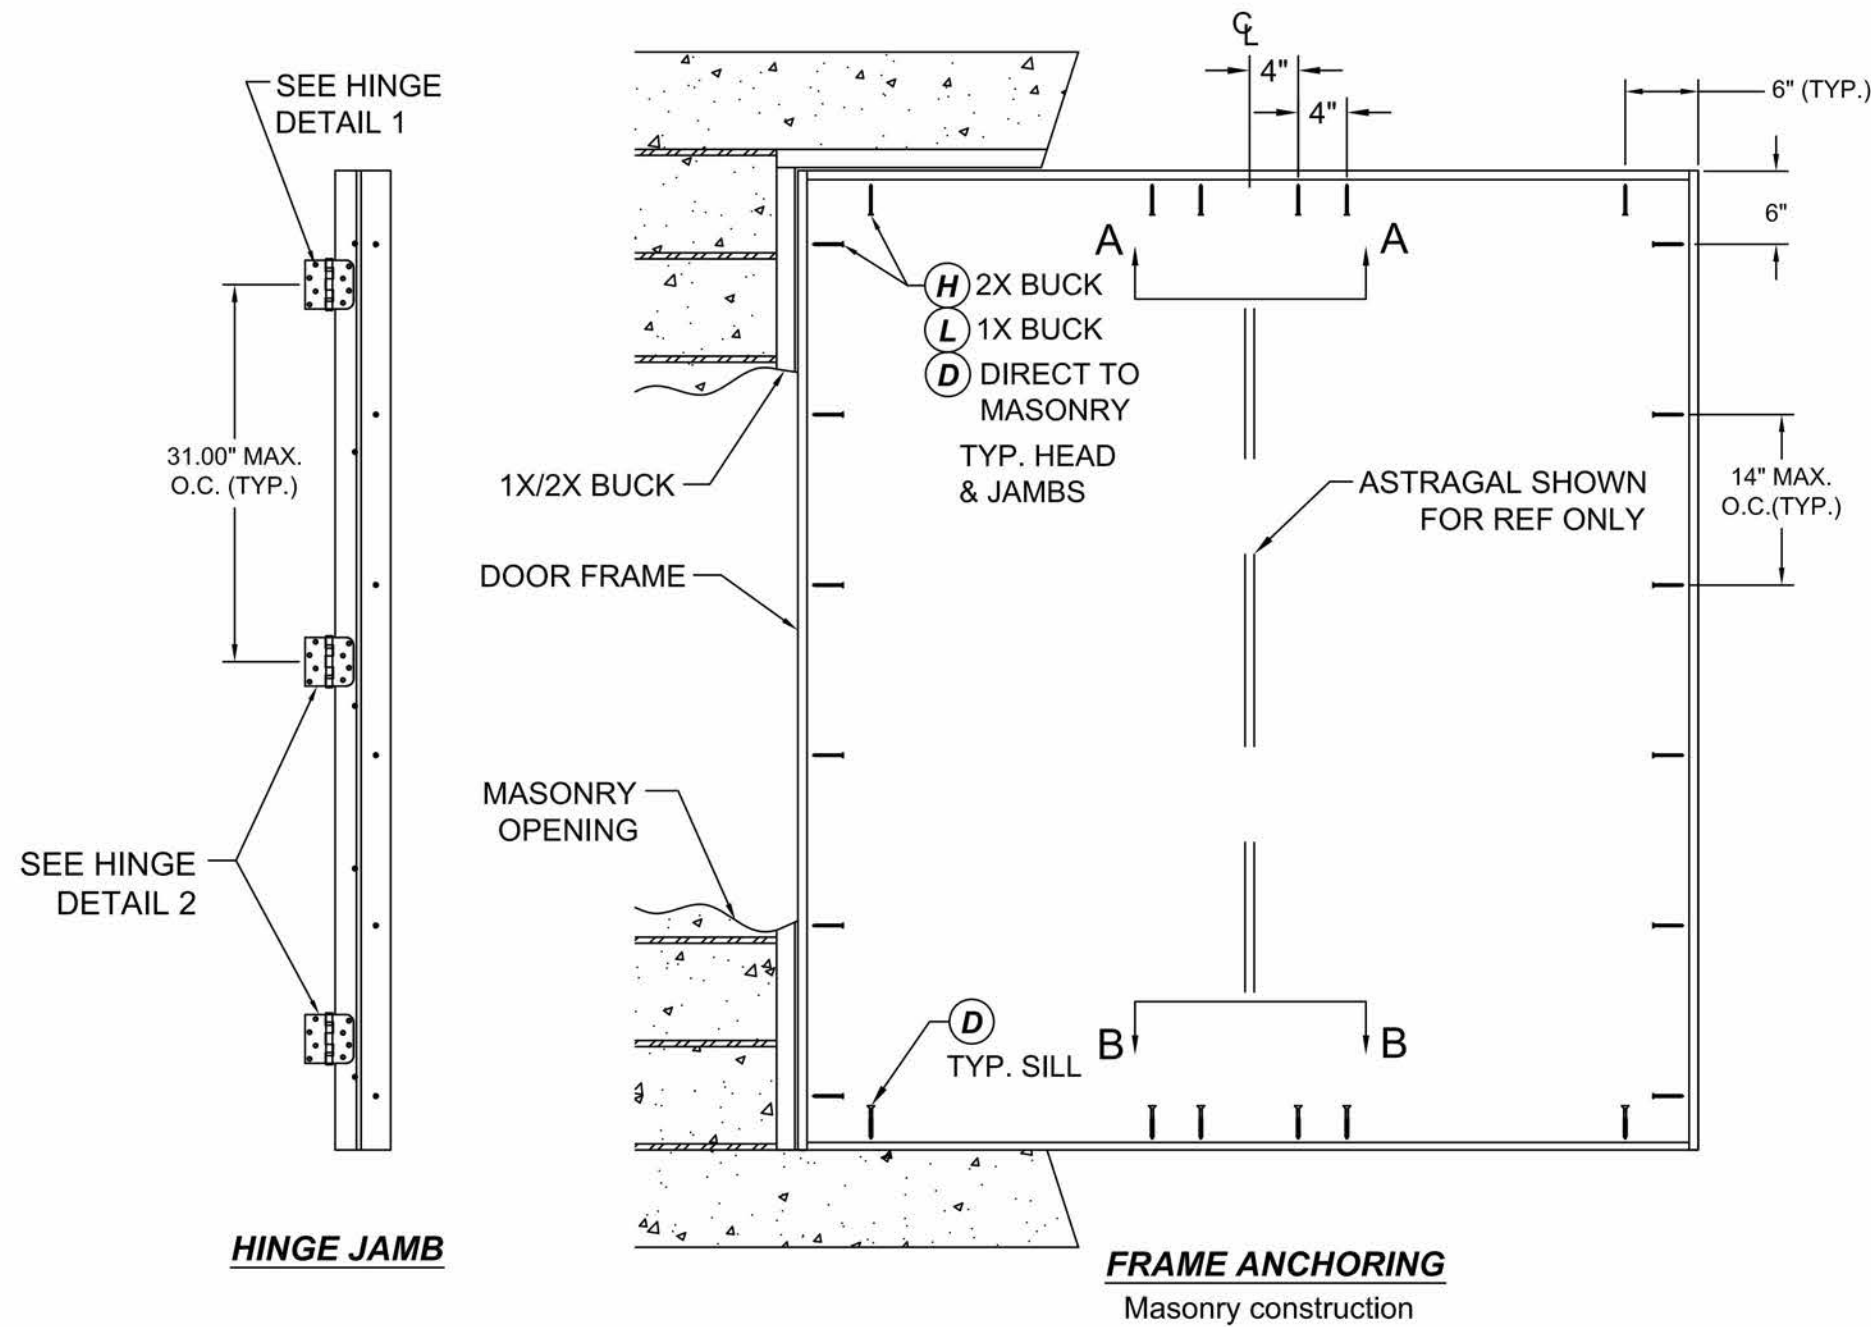 SEE HINGE
DETAIL 1
31.00" MAX.
O.C. (TYP.)
SEE HINGE
DETAIL 2
HINGE JAMB
1X/2X BUCK
DOOR FRAME
MASONRY
OPENING
℄
4"
4"
6" (TYP.)
6"
A
A
H 2X BUCK
L 1X BUCK
D DIRECT TO
MASONRY
TYP. HEAD
& JAMBS
ASTRAGAL SHOWN
FOR REF ONLY
14" MAX.
O.C.(TYP.)
D
TYP. SILL
B
B
FRAME ANCHORING
Masonry construction